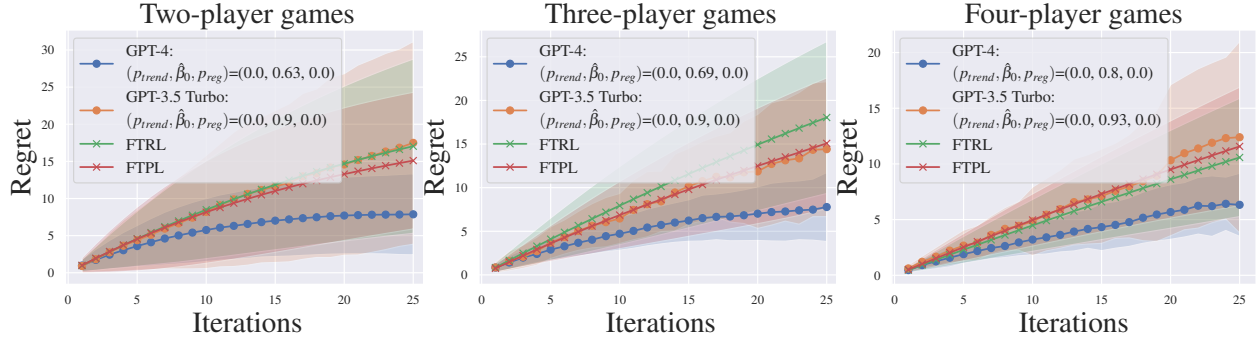 Two-player games
30
25
20
15
10
5
0
Regret
GPT-4:
(p_trend, β̂₀, p_reg)=(0.0, 0.63, 0.0)
GPT-3.5 Turbo:
(p_trend, β̂₀, p_reg)=(0.0, 0.9, 0.0)
FTRL
FTPL
0 5 10 15 20 25
Iterations
Three-player games
25
20
15
10
5
0
Regret
GPT-4:
(p_trend, β̂₀, p_reg)=(0.0, 0.69, 0.0)
GPT-3.5 Turbo:
(p_trend, β̂₀, p_reg)=(0.0, 0.9, 0.0)
FTRL
FTPL
0 5 10 15 20 25
Iterations
Four-player games
20
15
10
5
0
Regret
GPT-4:
(p_trend, β̂₀, p_reg)=(0.0, 0.8, 0.0)
GPT-3.5 Turbo:
(p_trend, β̂₀, p_reg)=(0.0, 0.93, 0.0)
FTRL
FTPL
0 5 10 15 20 25
Iterations